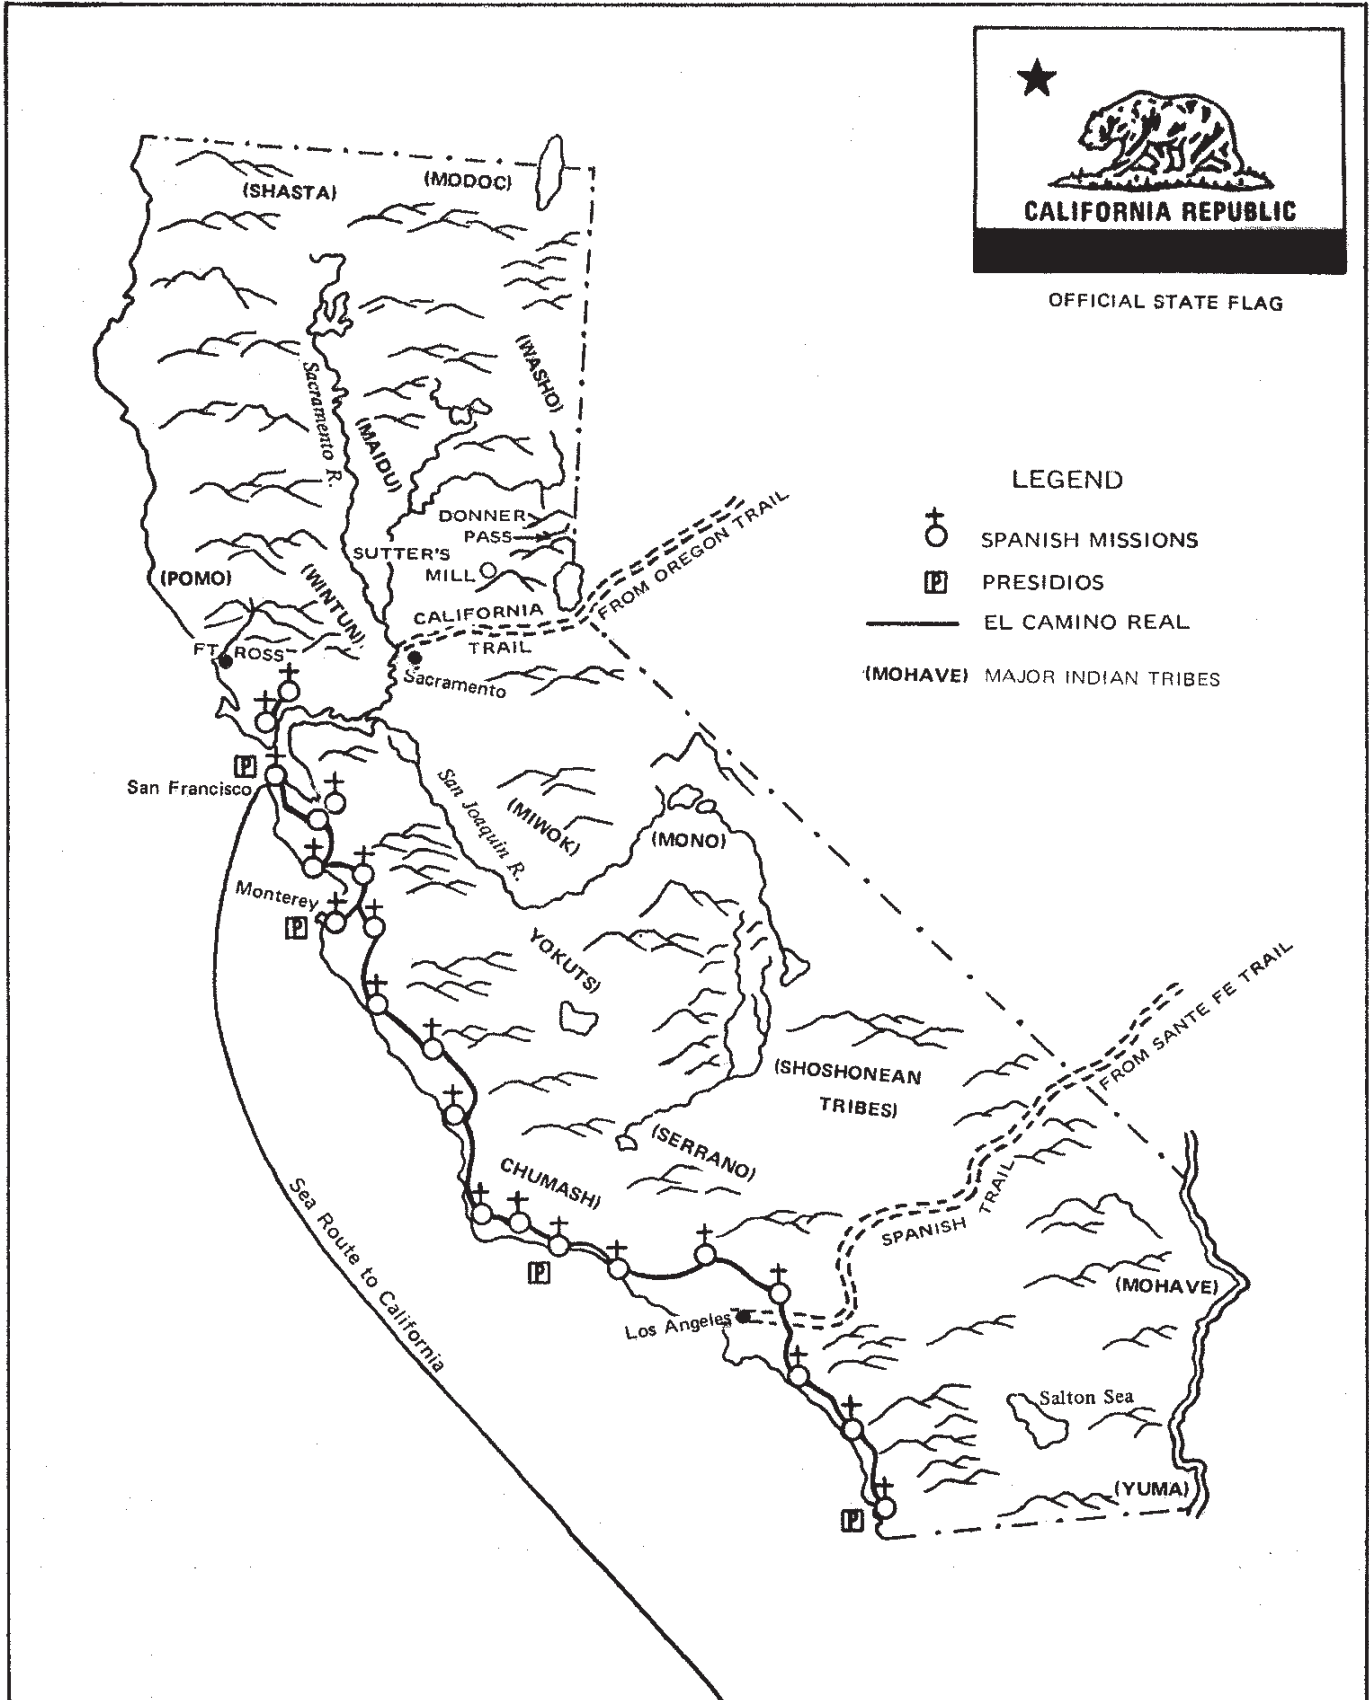 CALIFORNIA REPUBLIC
OFFICIAL STATE FLAG
LEGEND
SPANISH MISSIONS
P PRESIDIOS
EL CAMINO REAL
(MOHAVE) MAJOR INDIAN TRIBES
(SHASTA)
(MODOC)
(WASHO)
Sacramento R.
(MAIDU)
DONNER
PASS
SUTTER'S
MILL
(POMO)
(WINTUN)
CALIFORNIA
TRAIL
FROM OREGON TRAIL
FT. ROSS
Sacramento
P
San Francisco
San Joaquin R.
(MIWOK)
(MONO)
Monterey
P
YOKUTS)
FROM SANTE FE TRAIL
(SHOSHONEAN
TRIBES)
(SERRANO)
CHUMASH)
SPANISH
TRAIL
P
Sea Route to California
Los Angeles
(MOHAVE)
Salton Sea
(YUMA)
P